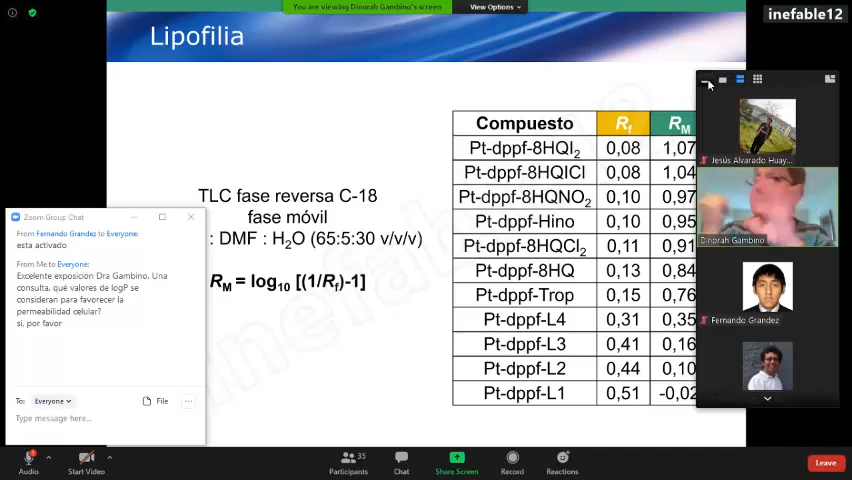 You are viewing Dinorah Gambino's screen
View Options
inefable12
Lipofilia
TLC fase reversa C-18
fase móvil
: DMF : H2O (65:5:30 v/v/v)
RM = log10 [(1/Rf)-1]
Compuesto Rf RM
Pt-dppf-8HQI2 0,08 1,07
Pt-dppf-8HQICl 0,08 1,04
Pt-dppf-8HQNO2 0,10 0,97
Pt-dppf-Hino 0,10 0,95
Pt-dppf-8HQCl2 0,11 0,91
Pt-dppf-8HQ 0,13 0,84
Pt-dppf-Trop 0,15 0,76
Pt-dppf-L4 0,31 0,35
Pt-dppf-L3 0,41 0,16
Pt-dppf-L2 0,44 0,10
Pt-dppf-L1 0,51 -0,02
Jesús Alvarado Huay...
Dinorah Gambino
Fernando Grandez
Zoom Group Chat
From Fernando Grandez to Everyone:
esta activado
From Me to Everyone:
Excelente exposición Dra Gambino. Una
consulta, qué valores de logP se
consideran para favorecer la
permeabilidad celular?
si, por favor
To: Everyone
File
Type message here...
Audio
Start Video
Participants
35
Chat
Share Screen
Record
Reactions
Leave